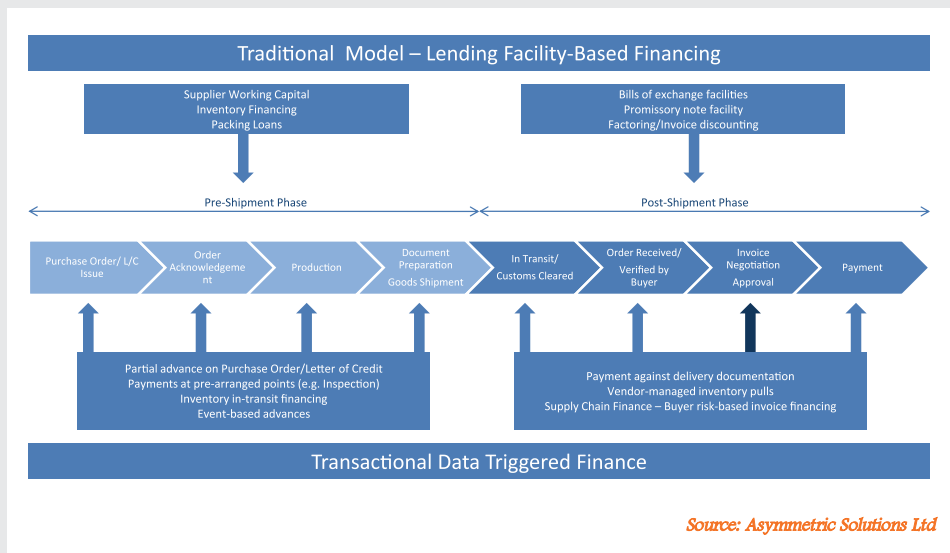 Traditional Model – Lending Facility-Based Financing
Supplier Working Capital
Inventory Financing
Packing Loans
Bills of exchange facilities
Promissory note facility
Factoring/Invoice discounting
Pre-Shipment Phase
Post-Shipment Phase
Purchase Order/ L/C
Issue
Order
Acknowledgeme
nt
Production
Document
Preparation
Goods Shipment
In Transit/
Customs Cleared
Order Received/
Verified by
Buyer
Invoice
Negotiation
Approval
Payment
Partial advance on Purchase Order/Letter of Credit
Payments at pre-arranged points (e.g. Inspection)
Inventory in-transit financing
Event-based advances
Payment against delivery documentation
Vendor-managed inventory pulls
Supply Chain Finance – Buyer risk-based invoice financing
Transactional Data Triggered Finance
Source: Asymmetric Solutions Ltd